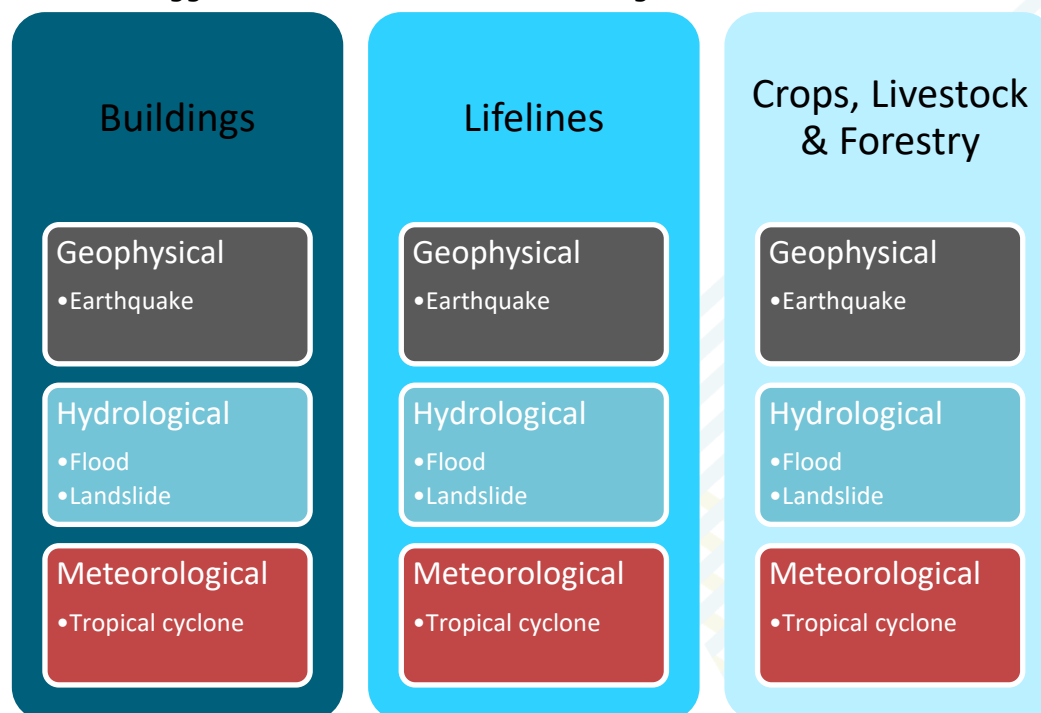 Buildings
Geophysical
•Earthquake
Hydrological
•Flood
•Landslide
Meteorological
•Tropical cyclone
Lifelines
Geophysical
•Earthquake
Hydrological
•Flood
•Landslide
Meteorological
•Tropical cyclone
Crops, Livestock
& Forestry
Geophysical
•Earthquake
Hydrological
•Flood
•Landslide
Meteorological
•Tropical cyclone